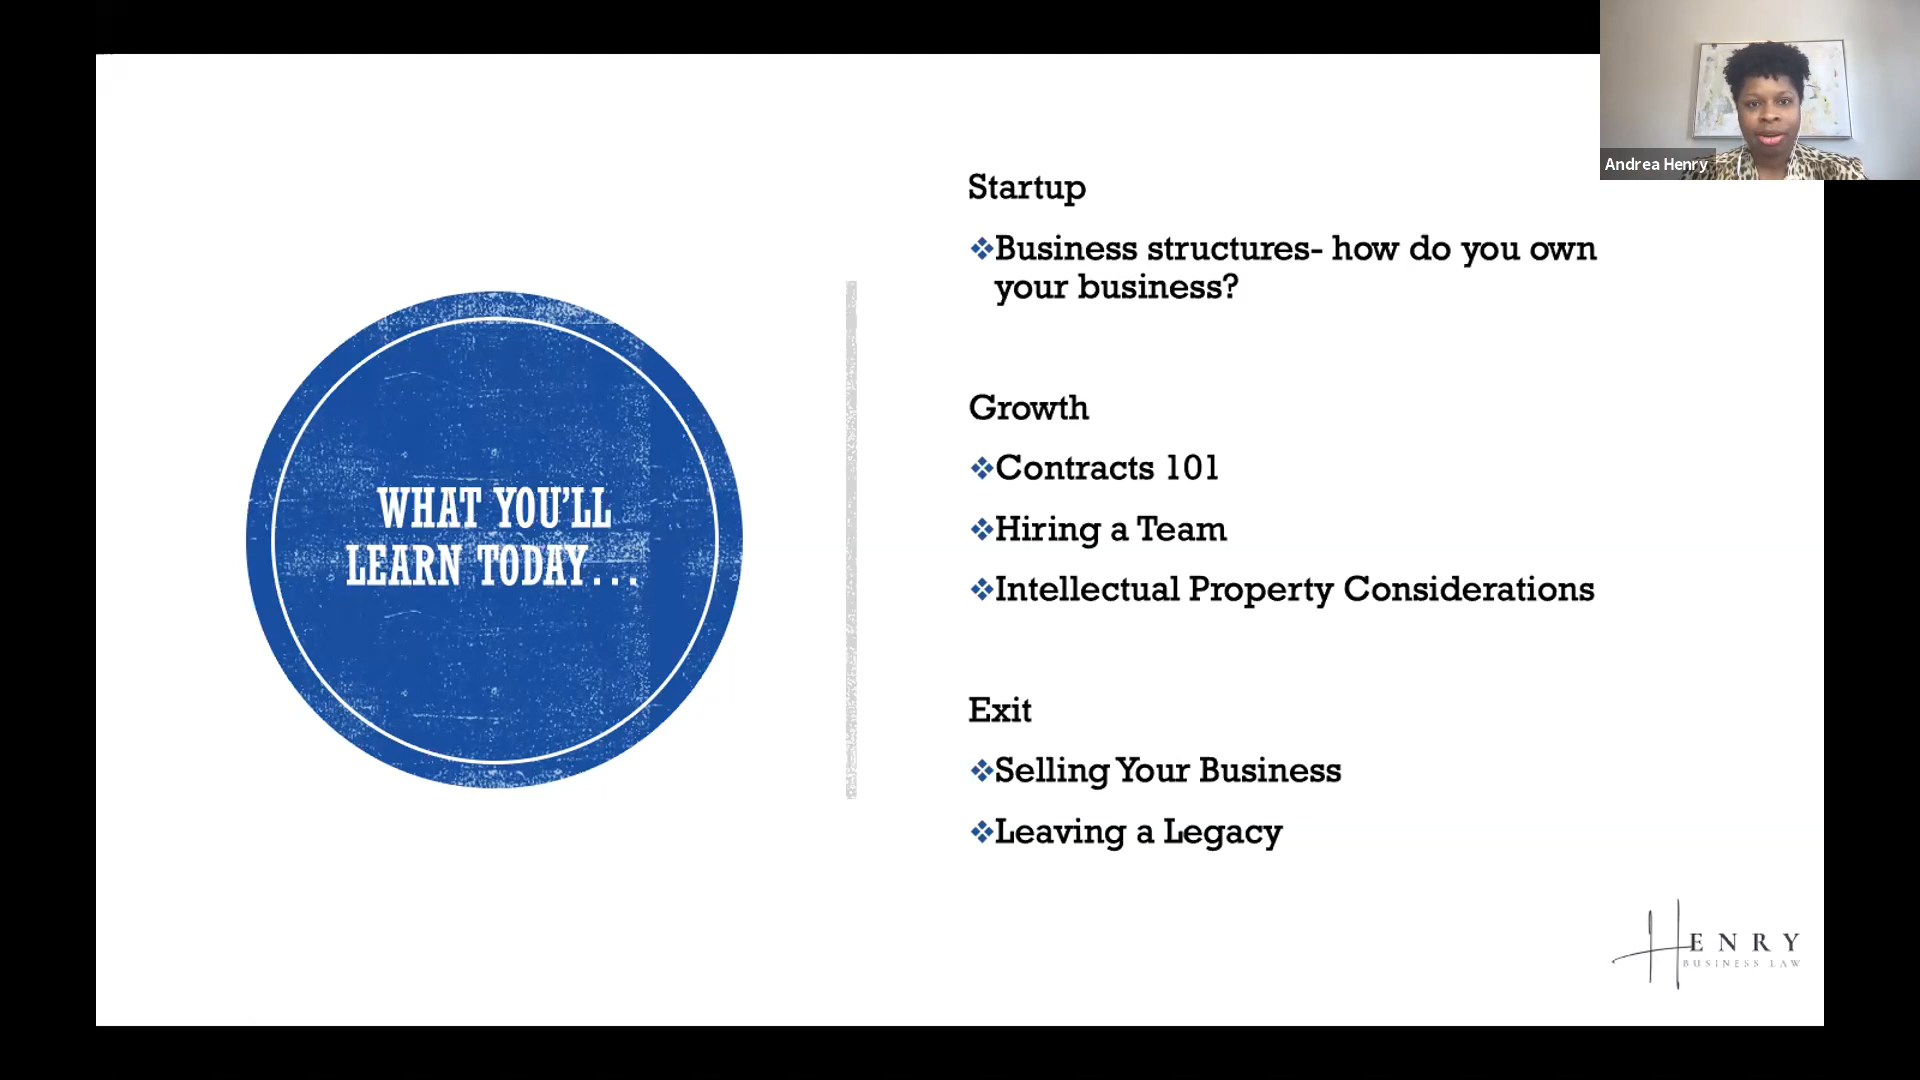 Andrea Henry
WHAT YOU'LL
LEARN TODAY...
Startup
Business structures- how do you own
your business?
Growth
Contracts 101
Hiring a Team
Intellectual Property Considerations
Exit
Selling Your Business
Leaving a Legacy
HENRY
BUSINESS LAW